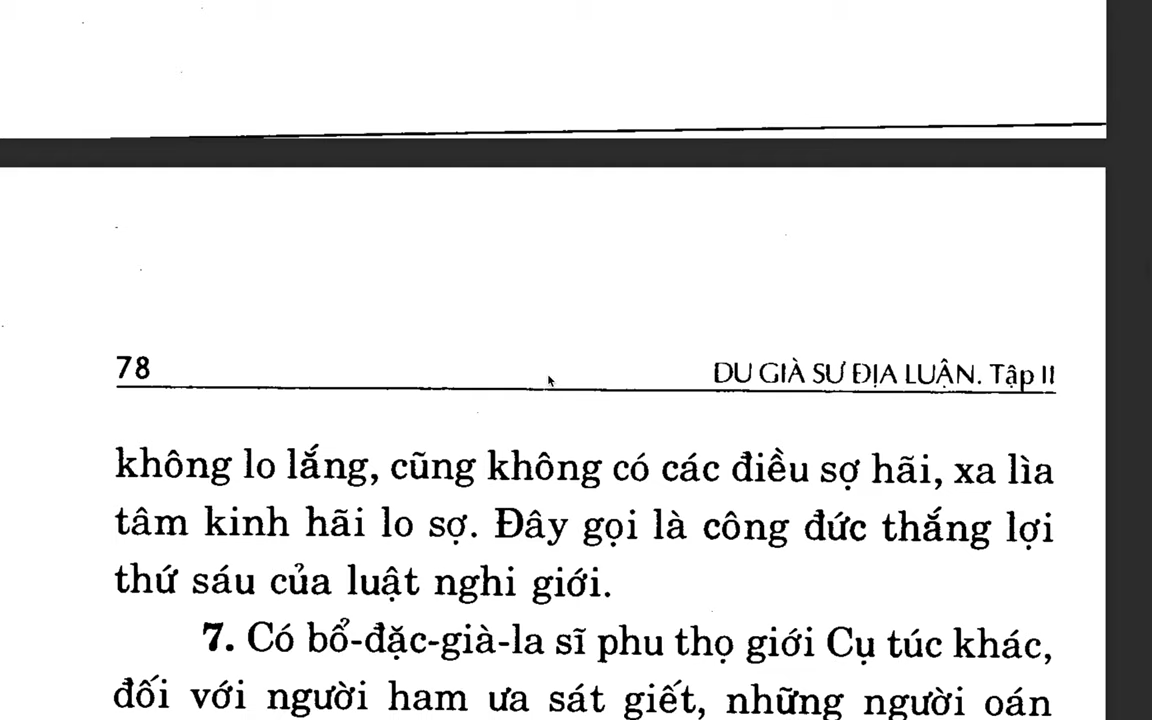 78
DU GIÀ SƯ ĐỊA LUẬN. Tập II
không lo lắng, cũng không có các điều sợ hãi, xa lìa
tâm kinh hãi lo sợ. Đây gọi là công đức thắng lợi
thứ sáu của luật nghi giới.
7. Có bổ-đặc-già-la sĩ phu thọ giới Cụ túc khác,
đối với người ham ưa sát giết, những người oán